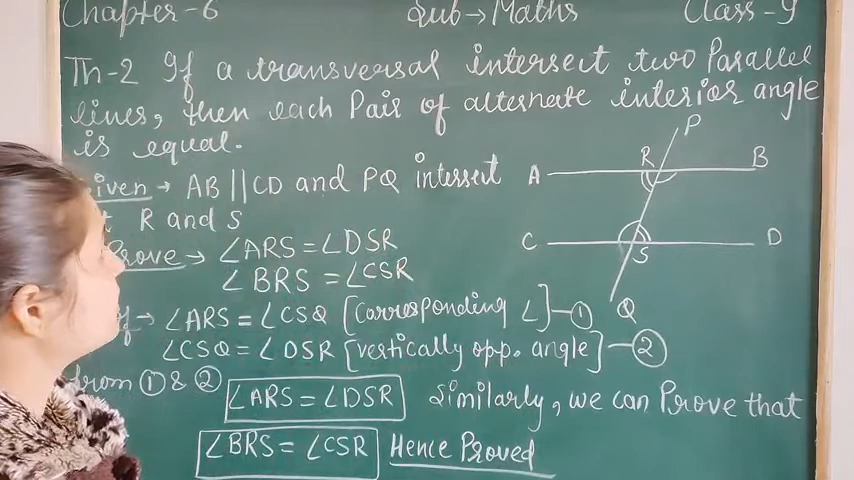 Chapter-6 Sub→Maths Class-9
Th-2 If a transversal intersect two Parallel
lines, then each Pair of alternate interior angle
is equal.
Given → AB || CD and PQ intersect
R and S
Prove → ∠ARS = ∠DSR
∠BRS = ∠CSR
→ ∠ARS = ∠CSQ [Corresponding ∠] —①
∠CSQ = ∠DSR [vertically opp. angle] —②
from ① & ②
∠ARS = ∠DSR Similarly, we can Prove that
∠BRS = ∠CSR Hence Proved
P
A R B
C S D
Q